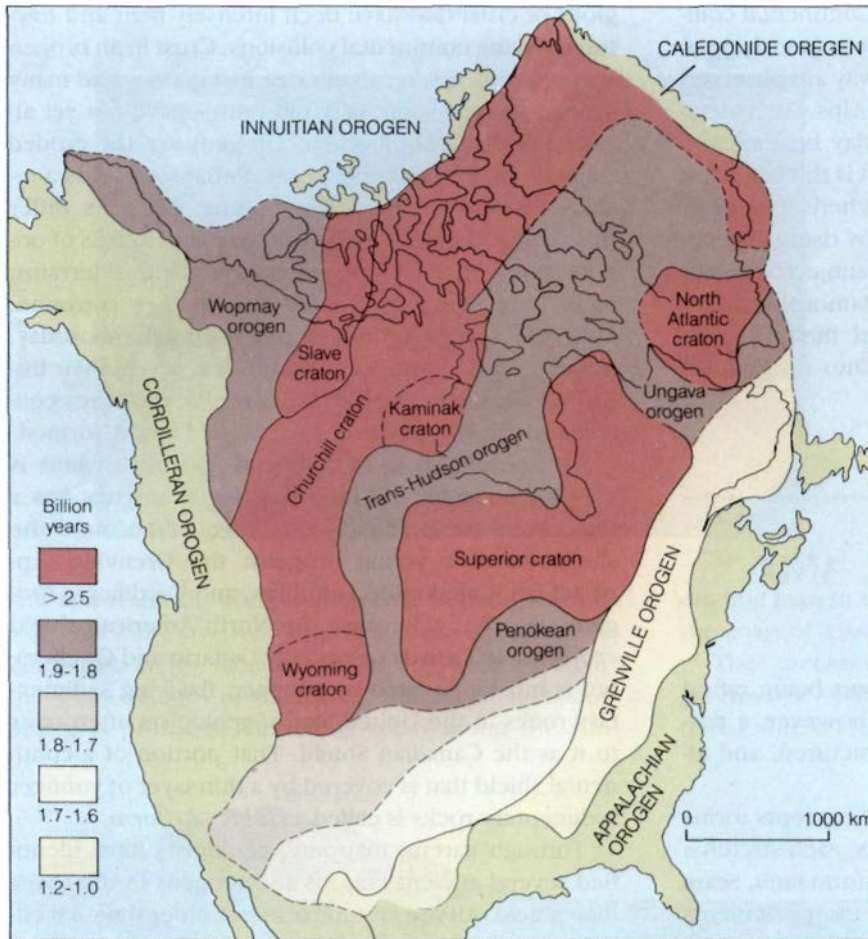 CALEDONIDE OREGEN
INNUITIAN OROGEN
Wopmay
orogen
Slave
craton
North
Atlantic
craton
Churchill craton
Kaminak
craton
Ungava
orogen
CORDILLERAN OROGEN
Trans-Hudson orogen
Superior craton
Penokean
orogen
GRENVILLE OROGEN
Wyoming
craton
APPALACHIAN
OROGEN
Billion
years
> 2.5
1.9–1.8
1.8–1.7
1.7–1.6
1.2–1.0
0 1000 km